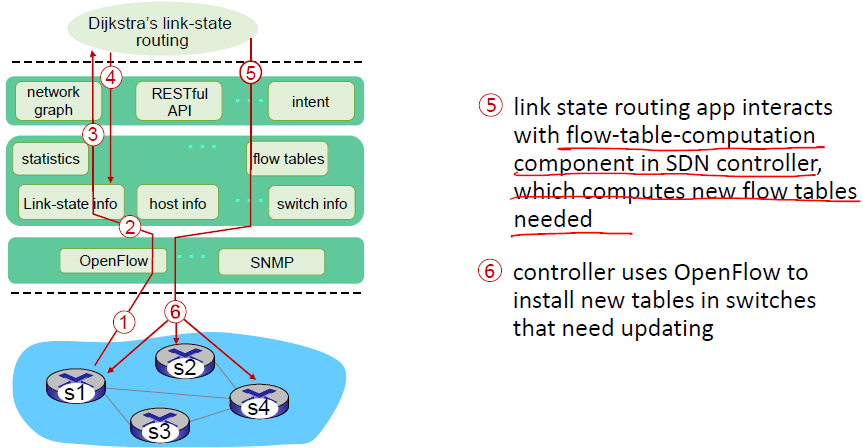 Dijkstra's link-state
routing
④
⑤
network
graph
RESTful
API
intent
③
statistics
flow tables
Link-state info
host info
switch info
②
OpenFlow
SNMP
①
⑥
s2
s1
s4
s3
⑤ link state routing app interacts
with flow-table-computation
component in SDN controller,
which computes new flow tables
needed
⑥ controller uses OpenFlow to
install new tables in switches
that need updating